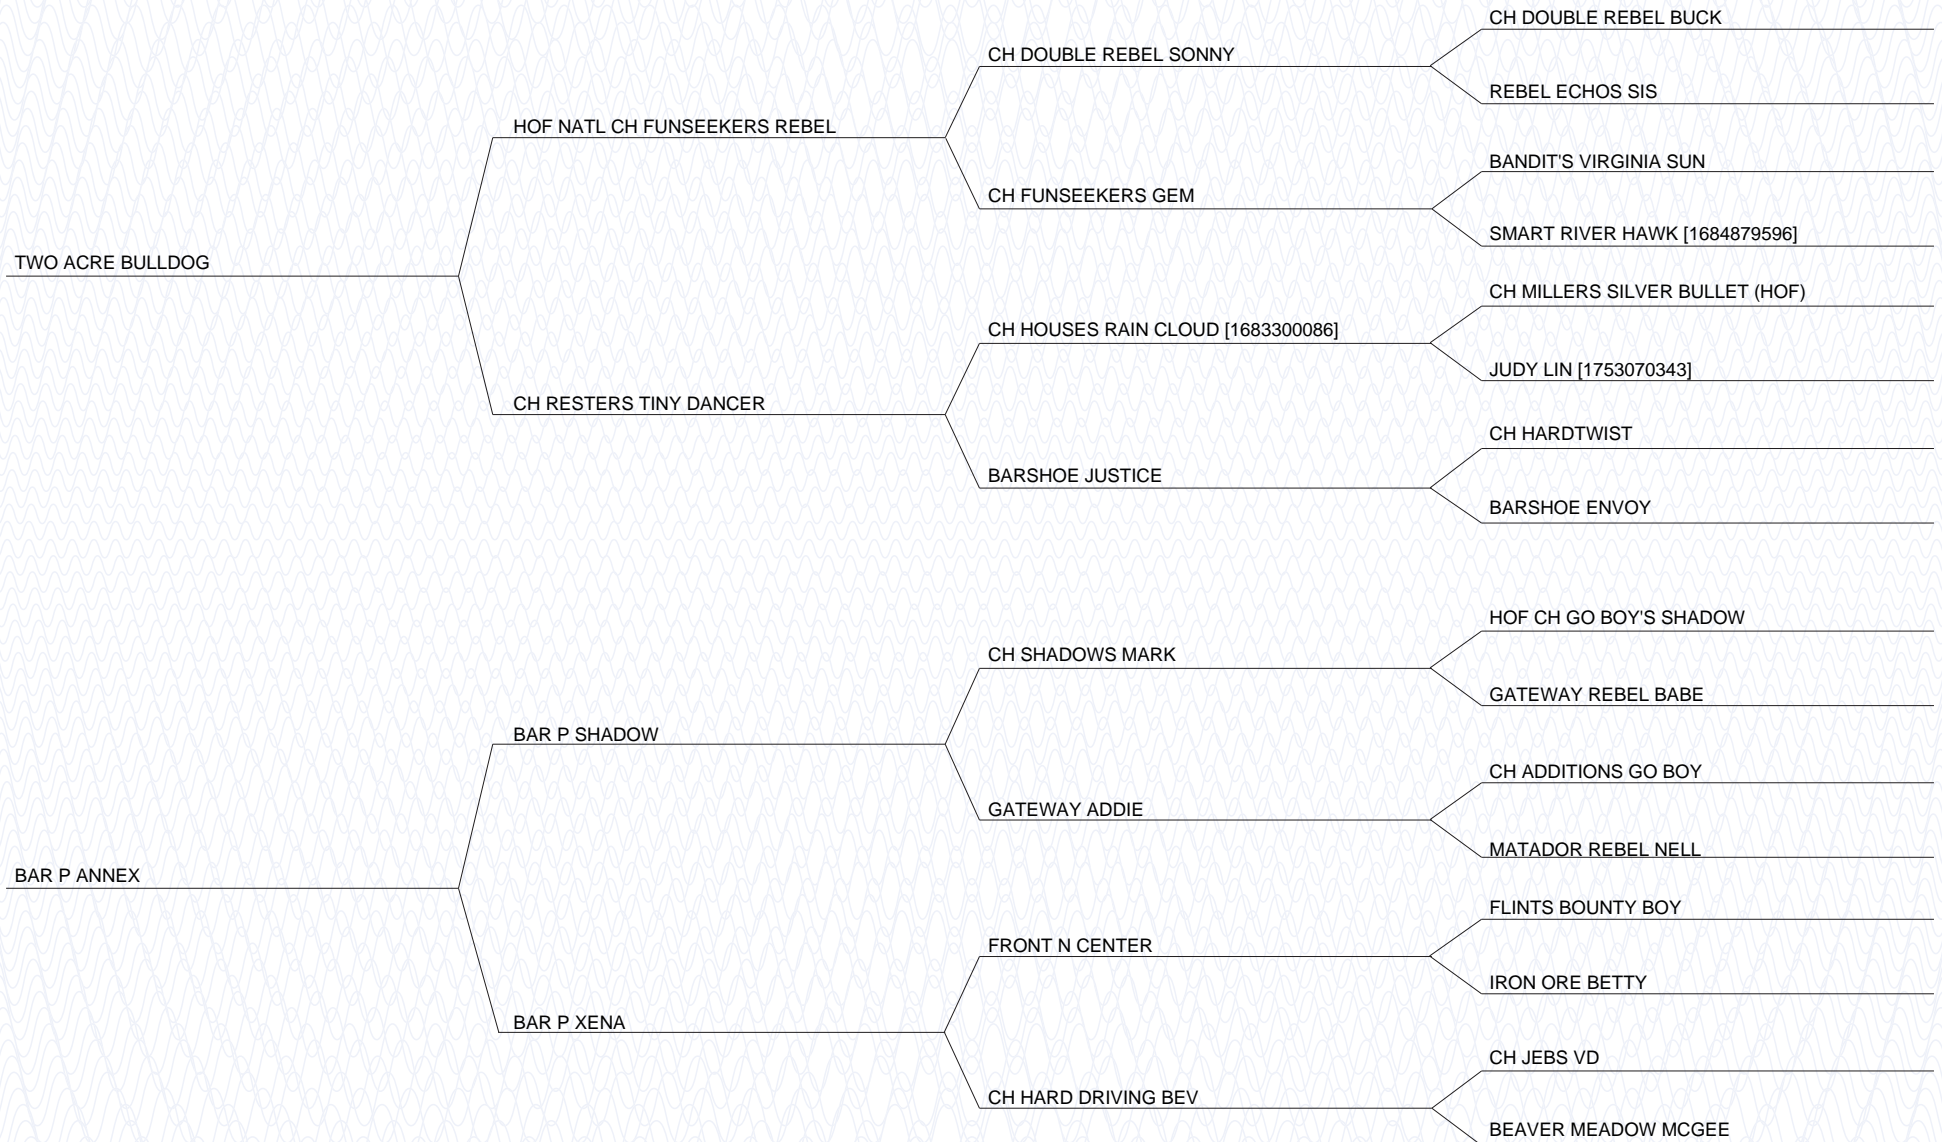 CH DOUBLE REBEL BUCK
CH DOUBLE REBEL SONNY
REBEL ECHOS SIS
HOF NATL CH FUNSEEKERS REBEL
BANDIT'S VIRGINIA SUN
CH FUNSEEKERS GEM
SMART RIVER HAWK [1684879596]
TWO ACRE BULLDOG
CH MILLERS SILVER BULLET (HOF)
CH HOUSES RAIN CLOUD [1683300086]
JUDY LIN [1753070343]
CH RESTERS TINY DANCER
CH HARDTWIST
BARSHOE JUSTICE
BARSHOE ENVOY
HOF CH GO BOY'S SHADOW
CH SHADOWS MARK
GATEWAY REBEL BABE
BAR P SHADOW
CH ADDITIONS GO BOY
GATEWAY ADDIE
MATADOR REBEL NELL
BAR P ANNEX
FLINTS BOUNTY BOY
FRONT N CENTER
IRON ORE BETTY
BAR P XENA
CH JEBS VD
CH HARD DRIVING BEV
BEAVER MEADOW MCGEE